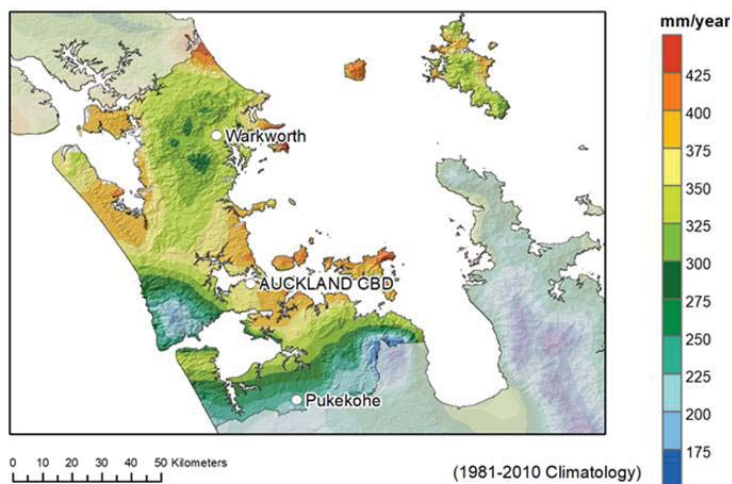 mm/year
425
400
375
350
325
300
275
250
225
200
175
Warkworth
AUCKLAND CBD
Pukekohe
0 10 20 30 40 50 Kilometers
(1981-2010 Climatology)